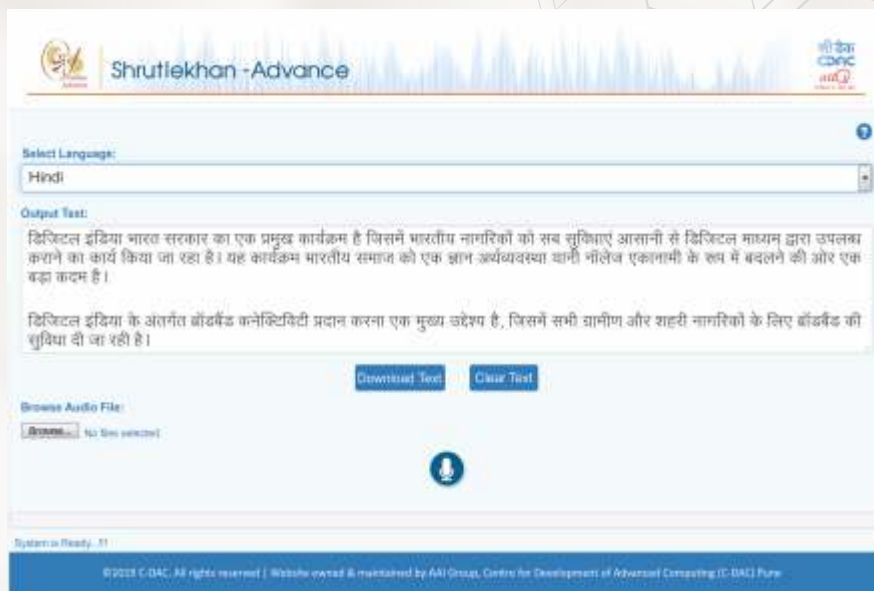 Shrutlekhan -Advance
सी डैक
CDAC
Select Language:
Hindi
Output Text:
डिजिटल इंडिया भारत सरकार का एक प्रमुख कार्यक्रम है जिसमें भारतीय नागरिकों को सब सुविधाएं आसानी से डिजिटल माध्यम द्वारा उपलब्ध
कराने का कार्य किया जा रहा है। यह कार्यक्रम भारतीय समाज को एक ज्ञान अर्थव्यवस्था यानी नॉलेज एकानामी के रूप में बदलने की ओर एक
बड़ा कदम है।
डिजिटल इंडिया के अंतर्गत ब्रॉडबैंड कनेक्टिविटी प्रदान करना एक मुख्य उद्देश्य है, जिसमें सभी ग्रामीण और शहरी नागरिकों के लिए ब्रॉडबैंड की
सुविधा दी जा रही है।
Download Text Clear Text
Browse Audio File:
Browse... No files selected.
System is Ready..!!
©2019 C-DAC, All rights reserved | Website owned & maintained by AAI Group, Centre for Development of Advanced Computing (C-DAC) Pune